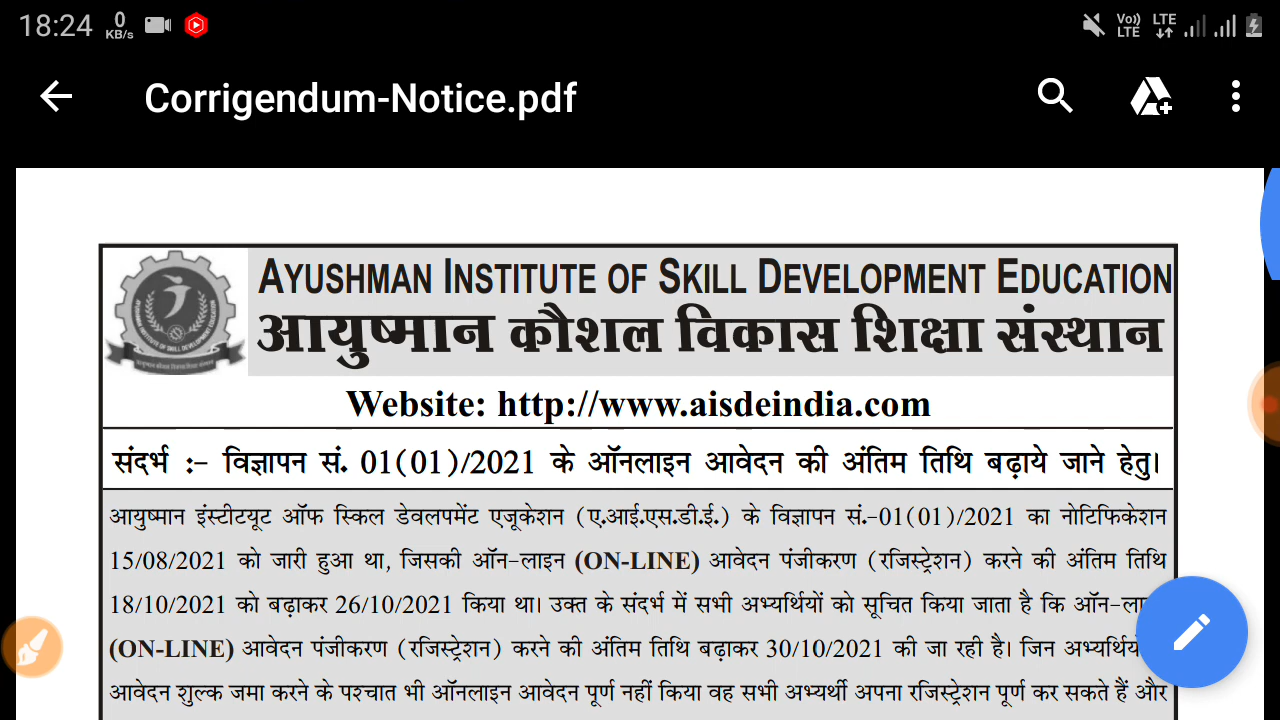 18:24 0 KB/s Vo)) LTE LTE
Corrigendum-Notice.pdf
AYUSHMAN INSTITUTE OF SKILL DEVELOPMENT EDUCATION
आयुष्मान कौशल विकास शिक्षा संस्थान
Website: http://www.aisdeindia.com
संदर्भ :- विज्ञापन सं. 01(01)/2021 के ऑनलाइन आवेदन की अंतिम तिथि बढ़ाये जाने हेतु।
आयुष्मान इंस्टीटयूट ऑफ स्किल डेवलपमेंट एजूकेशन (ए.आई.एस.डी.ई.) के विज्ञापन सं.-01(01)/2021 का नोटिफिकेशन
15/08/2021 को जारी हुआ था, जिसकी ऑन-लाइन (ON-LINE) आवेदन पंजीकरण (रजिस्ट्रेशन) करने की अंतिम तिथि
18/10/2021 को बढ़ाकर 26/10/2021 किया था। उक्त के संदर्भ में सभी अभ्यर्थियों को सूचित किया जाता है कि ऑन-ला
(ON-LINE) आवेदन पंजीकरण (रजिस्ट्रेशन) करने की अंतिम तिथि बढ़ाकर 30/10/2021 की जा रही है। जिन अभ्यर्थियों
आवेदन शुल्क जमा करने के पश्चात भी ऑनलाइन आवेदन पूर्ण नहीं किया वह सभी अभ्यर्थी अपना रजिस्ट्रेशन पूर्ण कर सकते हैं और